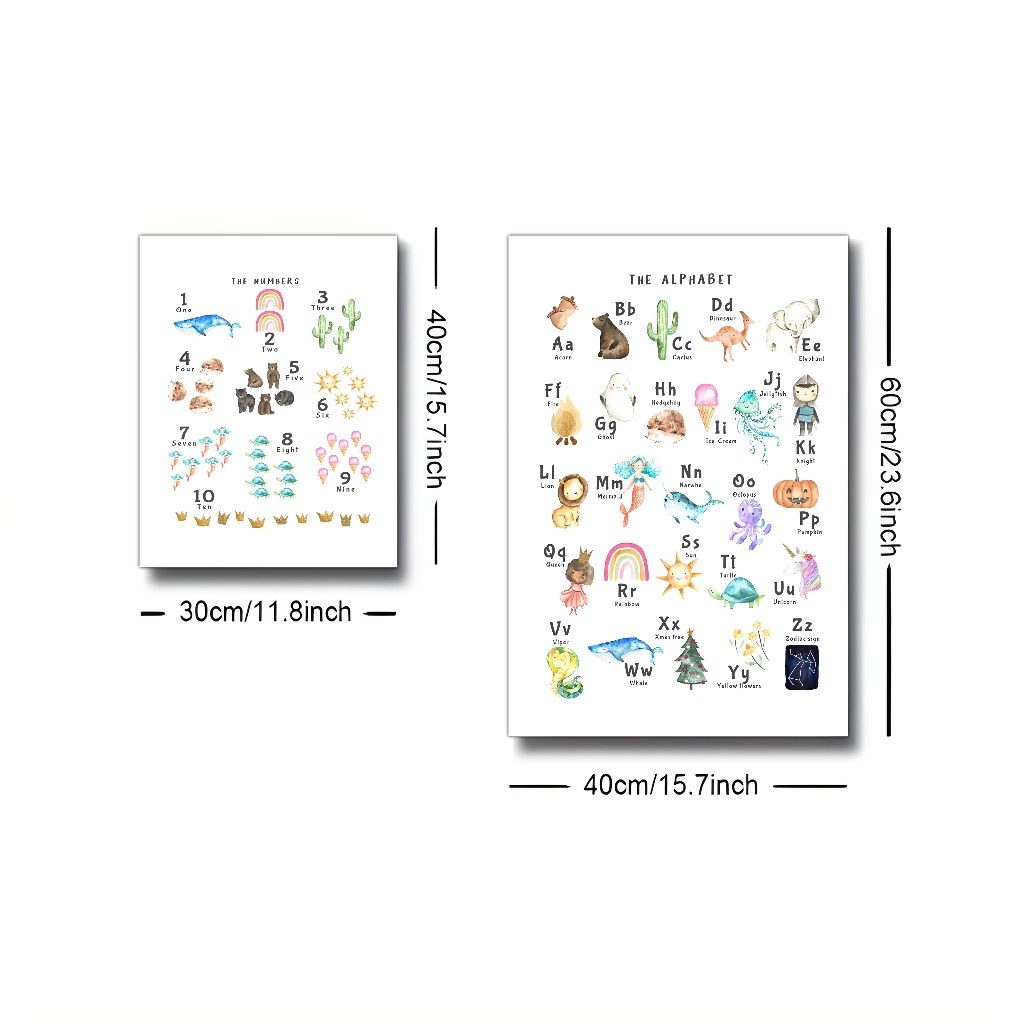 THE NUMBERS
1
One
2
Two
3
Three
4
Four
5
Five
6
Six
7
Seven
8
Eight
9
Nine
10
Ten
40cm/15.7inch
30cm/11.8inch
THE ALPHABET
Aa
Acorn
Bb
Bear
Cc
Cactus
Dd
Dinosaur
Ee
Elephant
Ff
Fire
Gg
Ghost
Hh
Hedgehog
Ii
Ice Cream
Jj
Jellyfish
Kk
Knight
Ll
Lion
Mm
Mermaid
Nn
Narwhal
Oo
Octopus
Pp
Pumpkin
Qq
Queen
Rr
Rainbow
Ss
Sun
Tt
Turtle
Uu
Unicorn
Vv
Viper
Ww
Whale
Xx
Xmas tree
Yy
Yellow flowers
Zz
Zodiac sign
60cm/23.6inch
40cm/15.7inch